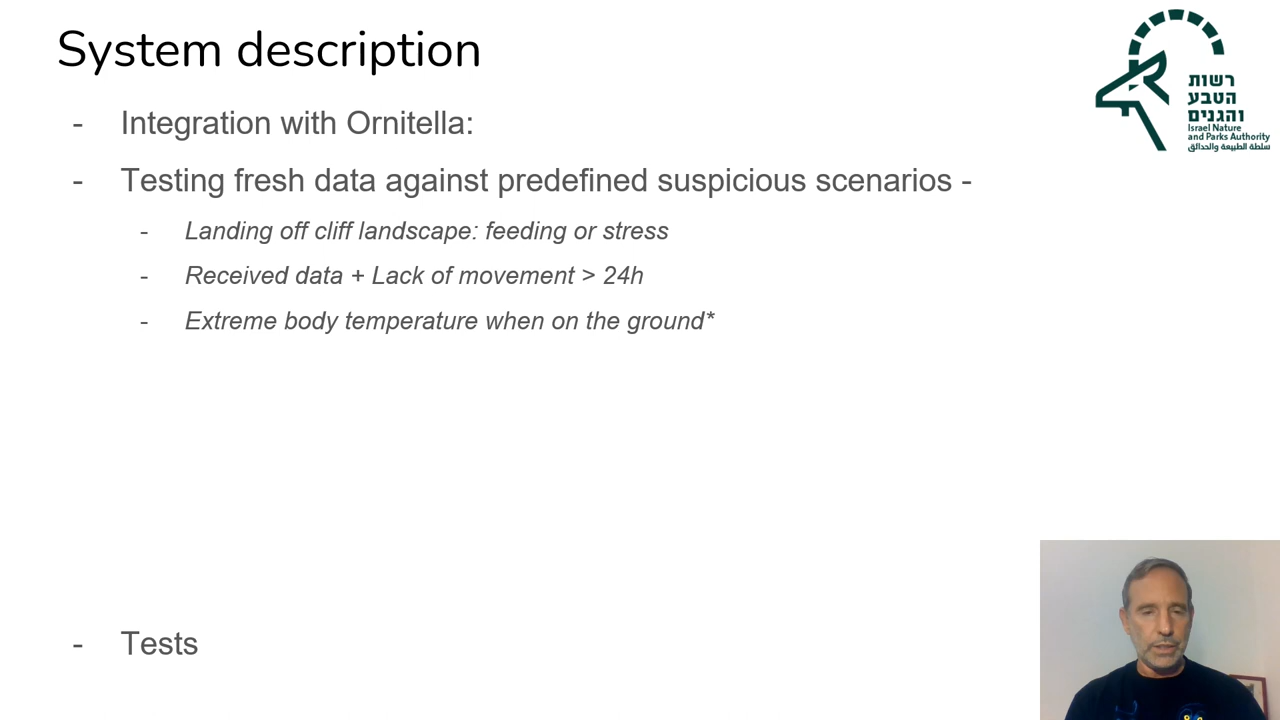 System description
- Integration with Ornitella:
- Testing fresh data against predefined suspicious scenarios -
- Landing off cliff landscape: feeding or stress
- Received data + Lack of movement > 24h
- Extreme body temperature when on the ground*
- Tests
רשות
הטבע
והגנים
Israel Nature
and Parks Authority
سلطة الطبيعة والحدائق